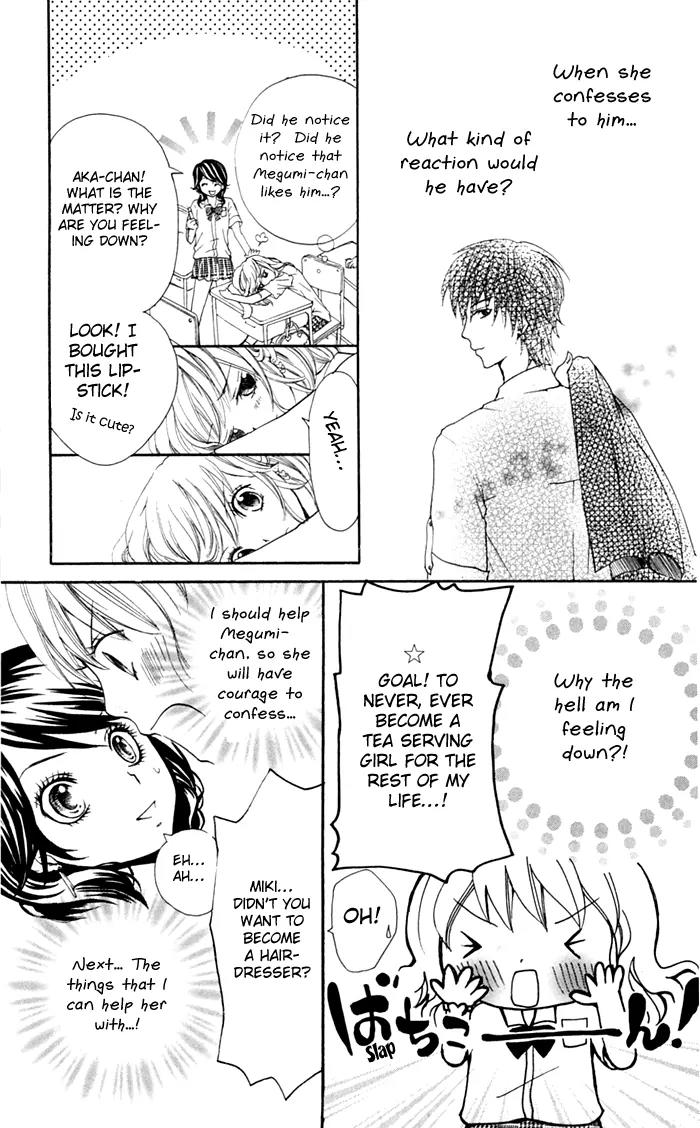 When she
confesses
to him...
What kind of
reaction would
he have?
Did he notice
it? Did he
notice that
Megumi-chan
likes him...?
AKA-CHAN!
WHAT IS THE
MATTER? WHY
ARE YOU FEEL-
ING DOWN?
LOOK! I
BOUGHT
THIS LIP-
STICK!
Is it cute?
YEAH...
Why the
hell am I
feeling
down?!
☆
GOAL! TO
NEVER, EVER
BECOME A
TEA SERVING
GIRL FOR THE
REST OF MY
LIFE...!
OH!
ばちこーん!
Slap
I should help
Megumi-
chan. so she
will have
courage to
confess...
MIKI...
DIDN'T YOU
WANT TO
BECOME
A HAIR-
DRESSER?
EH...
AH...
Next... The
things that I
can help her
with...!